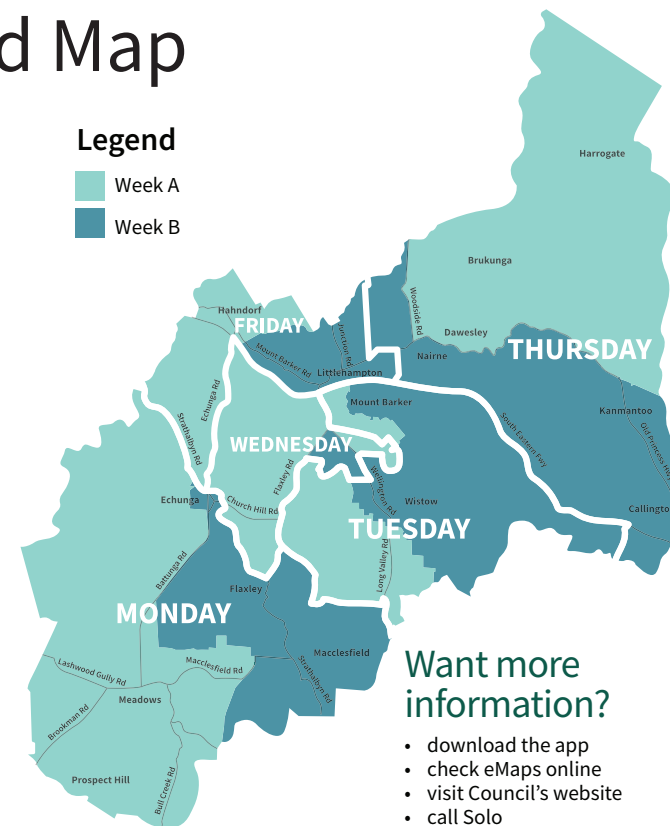 d Map
Legend
Week A
Week B
Harrogate
Brukunga
Woodside Rd
Hahndorf
FRIDAY
Junction Rd
Dawesley
THURSDAY
Mount Barker Rd
Nairne
Littlehampton
Echunga Rd
Mount Barker
Kanmantoo
Strathalbyn Rd
South Eastern Fwy
Old Princes Hwy
WEDNESDAY
Flaxley Rd
Wellington Rd
Echunga
Church Hill Rd
Wistow
Callingto
TUESDAY
Long Valley Rd
Battunga Rd
Flaxley
MONDAY
Macclesfield
Lashwood Gully Rd
Macclesfield Rd
Strathalbyn Rd
Meadows
Brookman Rd
Prospect Hill
Bull Creek Rd
Want more
information?
• download the app
• check eMaps online
• visit Council's website
• call Solo